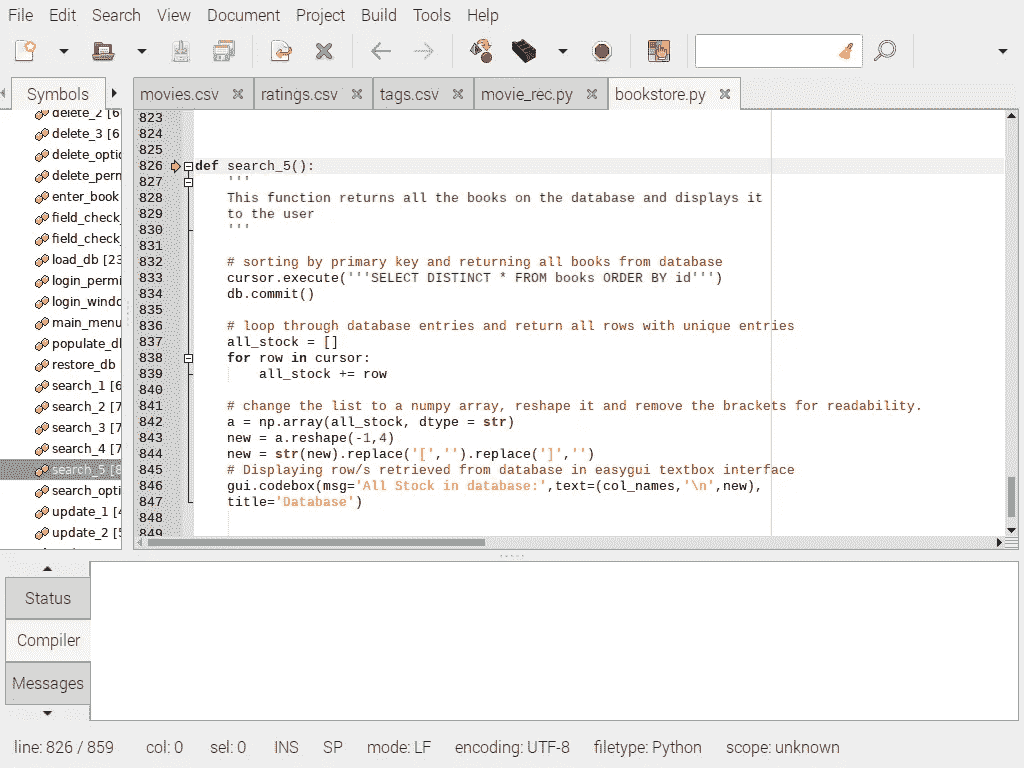 File Edit Search View Document Project Build Tools Help
Symbols
movies.csv ratings.csv tags.csv movie_rec.py bookstore.py
delete_2 [6
delete_3 [6
delete_optio
delete_perm
enter_book
field_check
field_check
load_db [23
login_permi
login_windo
main_menu
populate_d
restore_db
search_1 [6
search_2 [7
search_3 [7
search_4 [7
search_5 [8
search_opti
update_1 [4
update_2 [5
823
824
825
826 def search_5():
827 '''
828 This function returns all the books on the database and displays it
829 to the user
830 '''
831
832 # sorting by primary key and returning all books from database
833 cursor.execute('''SELECT DISTINCT * FROM books ORDER BY id''')
834 db.commit()
835
836 # loop through database entries and return all rows with unique entries
837 all_stock = []
838 for row in cursor:
839 all_stock += row
840
841 # change the list to a numpy array, reshape it and remove the brackets for readability.
842 a = np.array(all_stock, dtype = str)
843 new = a.reshape(-1,4)
844 new = str(new).replace('[','').replace(']','')
845 # Displaying row/s retrieved from database in easygui textbox interface
846 gui.codebox(msg='All Stock in database:',text=(col_names,'\n',new),
847 title='Database')
848
849
Status
Compiler
Messages
line: 826 / 859 col: 0 sel: 0 INS SP mode: LF encoding: UTF-8 filetype: Python scope: unknown